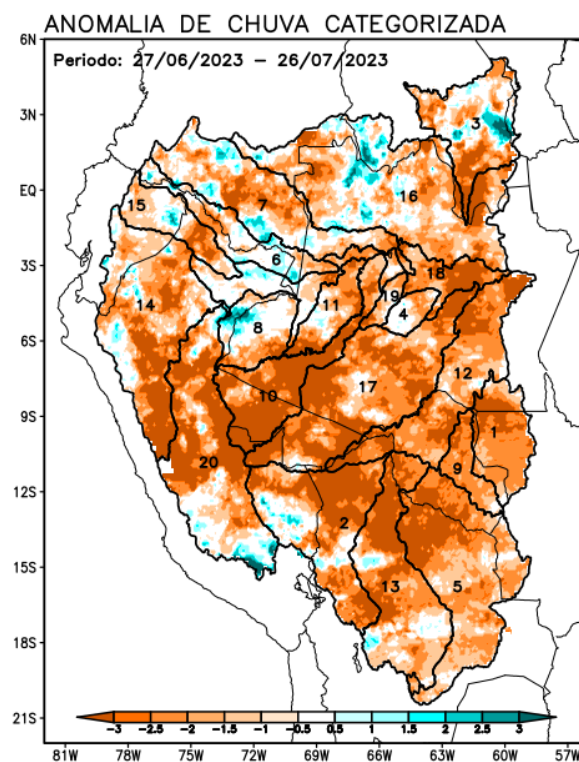 ANOMALIA DE CHUVA CATEGORIZADA
6N
Periodo: 27/06/2023 – 26/07/2023
3N
3
EQ
16
7
15
3S
6
18
19
11
14
4
8
6S
12
17
10
9S
1
20
9
12S
2
15S
13
5
18S
21S
-3 -2.5 -2 -1.5 -1 -0.5 0.5 1 1.5 2 2.5 3
81W 78W 75W 72W 69W 66W 63W 60W 57W